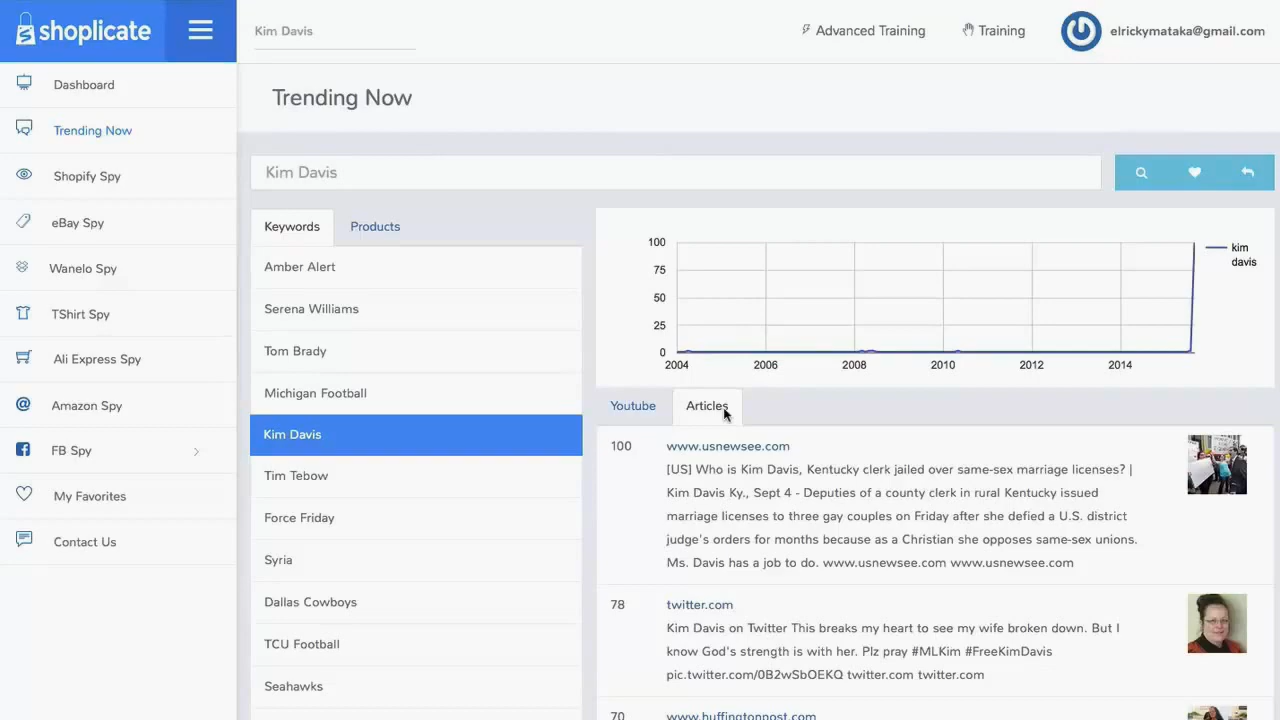 shoplicate
Kim Davis
Advanced Training
Training
elrickymataka@gmail.com
Dashboard
Trending Now
Shopify Spy
eBay Spy
Wanelo Spy
TShirt Spy
Ali Express Spy
Amazon Spy
FB Spy
My Favorites
Contact Us
Trending Now
Kim Davis
Keywords
Products
Amber Alert
Serena Williams
Tom Brady
Michigan Football
Kim Davis
Tim Tebow
Force Friday
Syria
Dallas Cowboys
TCU Football
Seahawks
100
75
50
25
0
2004 2006 2008 2010 2012 2014
kim
davis
Youtube
Articles
100
www.usnewsee.com
[US] Who is Kim Davis, Kentucky clerk jailed over same-sex marriage licenses? |
Kim Davis Ky., Sept 4 - Deputies of a county clerk in rural Kentucky issued
marriage licenses to three gay couples on Friday after she defied a U.S. district
judge's orders for months because as a Christian she opposes same-sex unions.
Ms. Davis has a job to do. www.usnewsee.com www.usnewsee.com
78
twitter.com
Kim Davis on Twitter This breaks my heart to see my wife broken down. But I
know God's strength is with her. Plz pray #MLKim #FreeKimDavis
pic.twitter.com/0B2wSbOEKQ twitter.com twitter.com
70
www.huffingtonpost.com